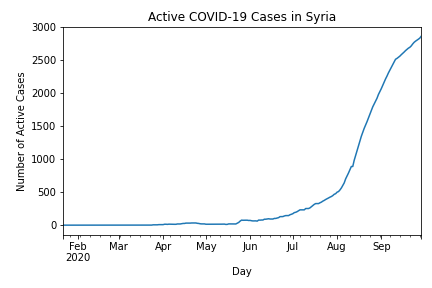 Active COVID-19 Cases in Syria
3000
2500
2000
1500
1000
500
0
Number of Active Cases
Feb Mar Apr May Jun Jul Aug Sep
2020
Day